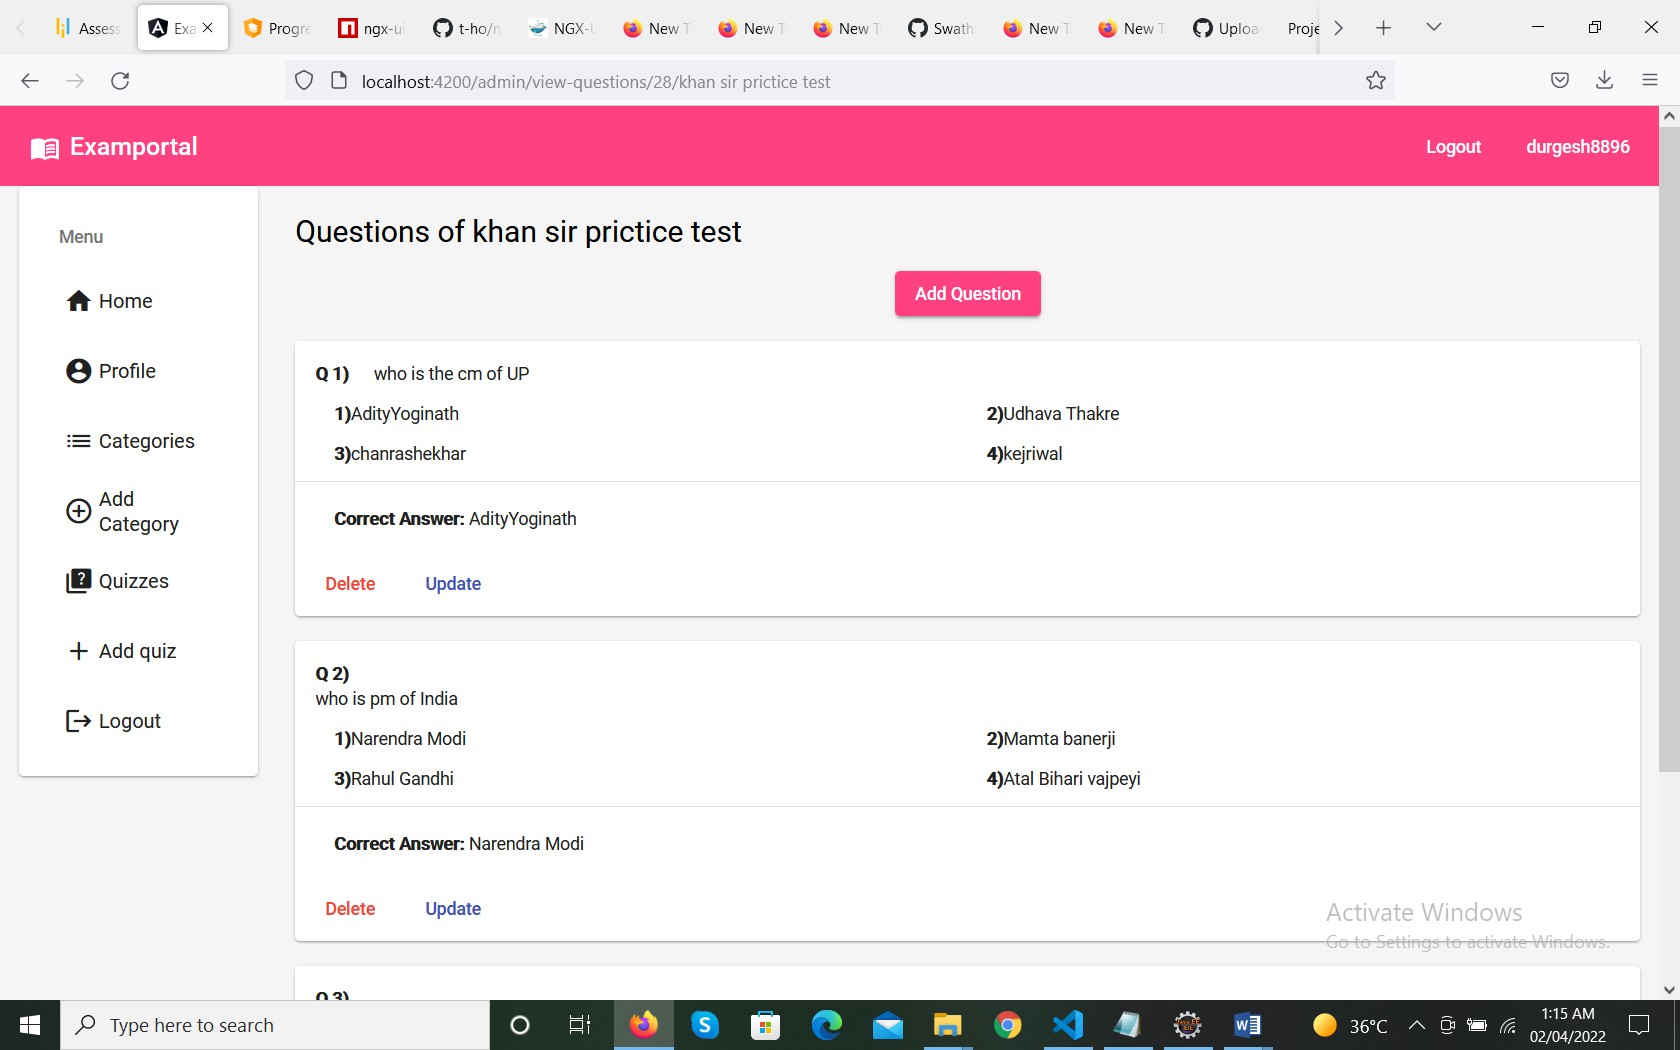 Assess
Exa
Progre
ngx-ui
t-ho/n
NGX-U
New T
New T
New T
Swath
New T
New T
Uploa
Proje
localhost:4200/admin/view-questions/28/khan sir prictice test
Examportal
Logout
durgesh8896
Menu
Home
Profile
Categories
Add
Category
Quizzes
Add quiz
Logout
Questions of khan sir prictice test
Add Question
Q 1) who is the cm of UP
1)AdityYoginath
2)Udhava Thakre
3)chanrashekhar
4)kejriwal
Correct Answer: AdityYoginath
Delete
Update
Q 2)
who is pm of India
1)Narendra Modi
2)Mamta banerji
3)Rahul Gandhi
4)Atal Bihari vajpeyi
Correct Answer: Narendra Modi
Delete
Update
Activate Windows
Go to Settings to activate Windows.
Q 3)
Type here to search
36°C
1:15 AM
02/04/2022